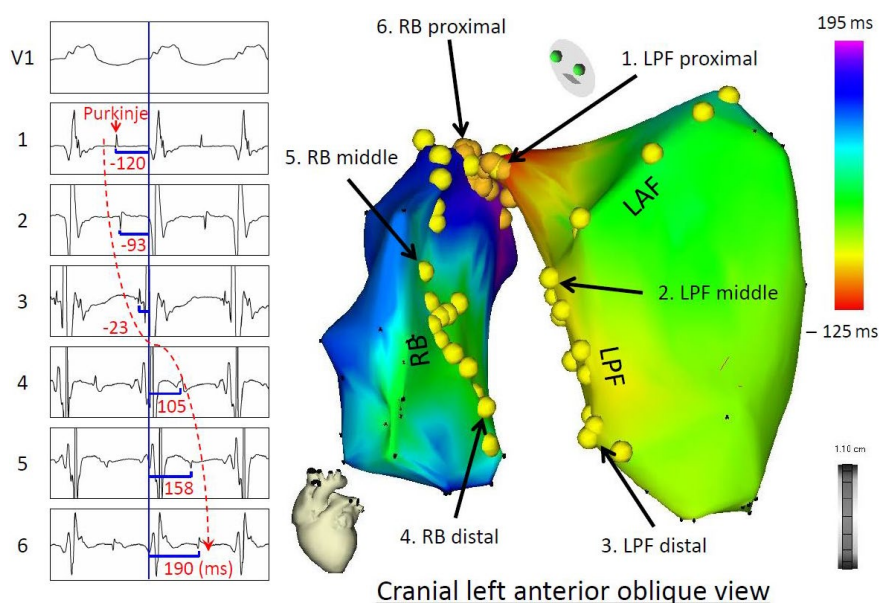 V1
1
Purkinje
-120
2
-93
3
-23
4
105
5
158
6
190 (ms)
6. RB proximal
1. LPF proximal
5. RB middle
LAF
2. LPF middle
RB
LPF
4. RB distal
3. LPF distal
195 ms
− 125 ms
1.10 cm
Cranial left anterior oblique view